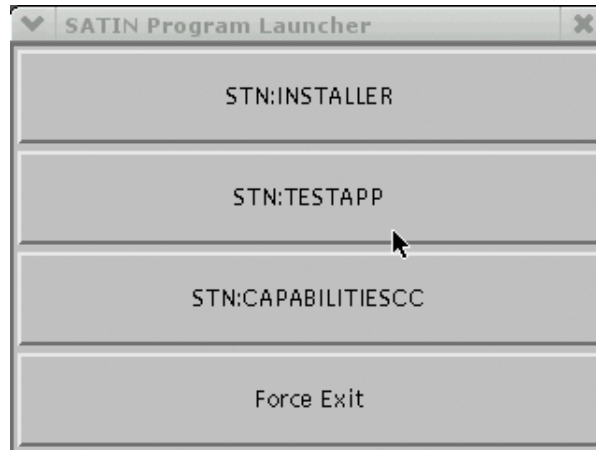 SATIN Program Launcher
STN:INSTALLER
STN:TESTAPP
STN:CAPABILITIESCC
Force Exit